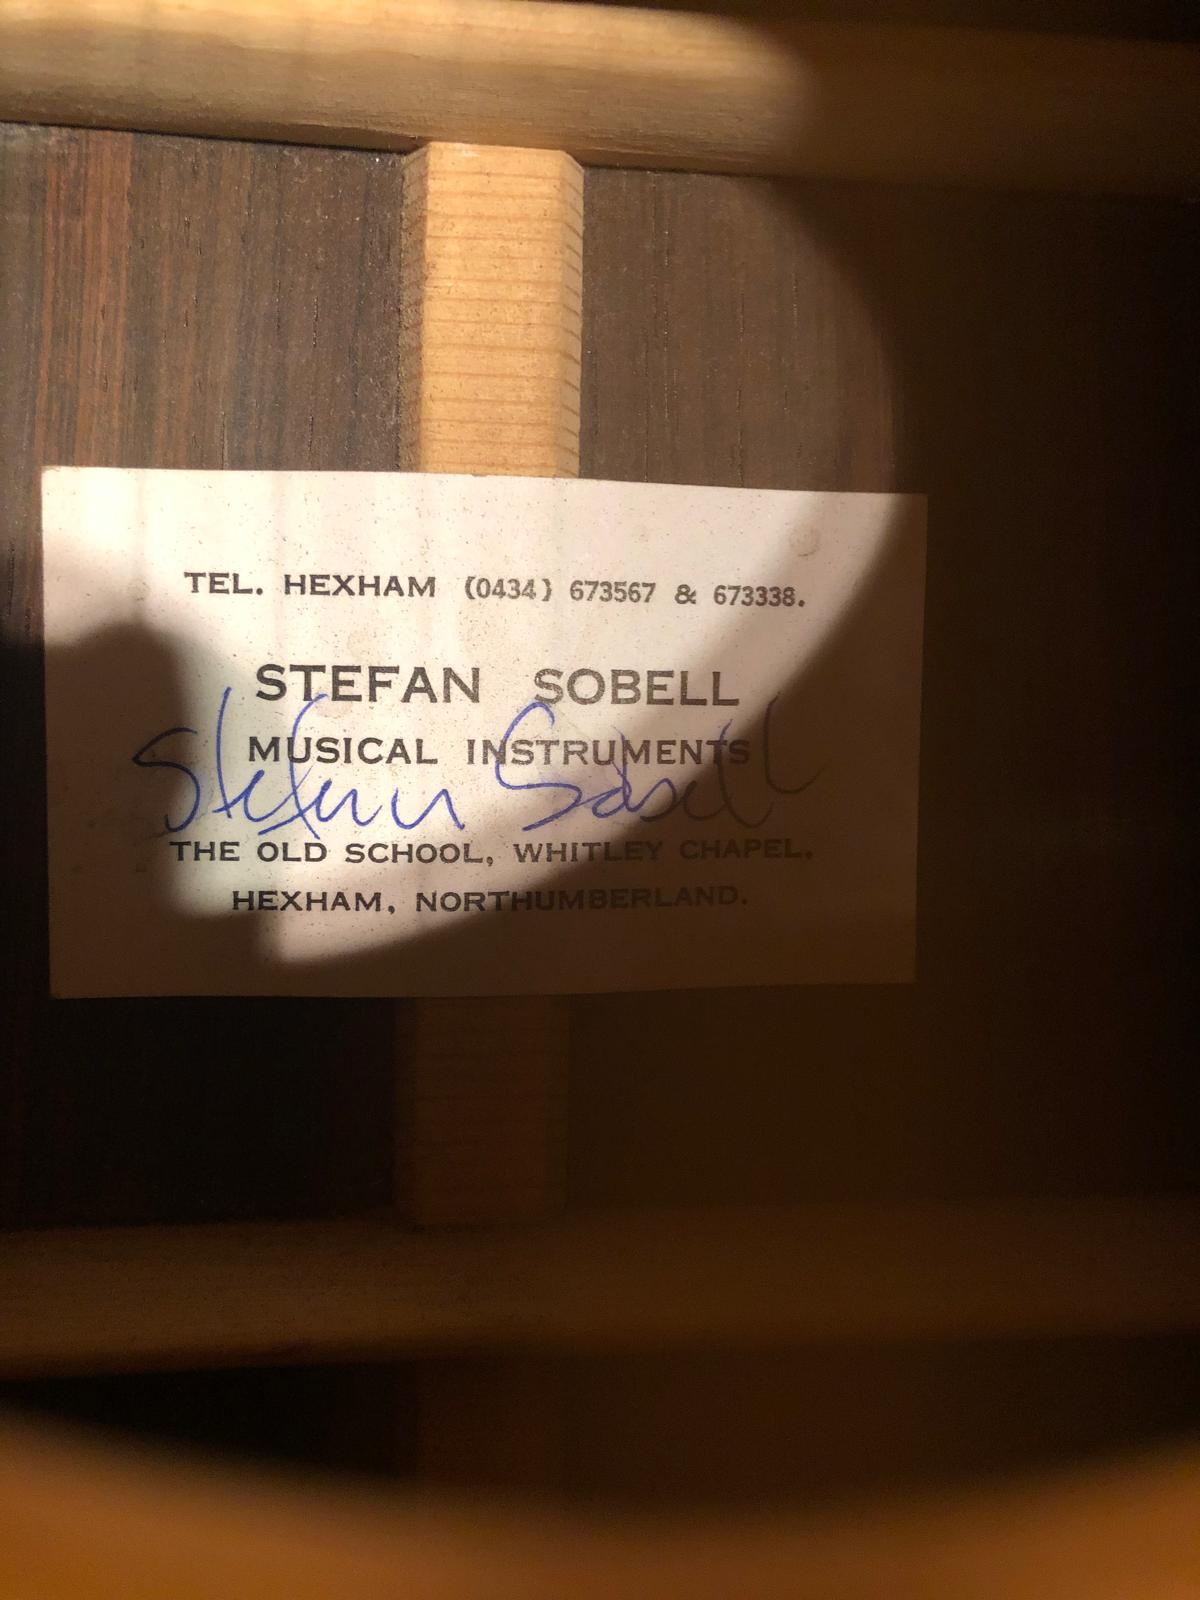 TEL. HEXHAM (0434) 673567 & 673338.
STEFAN SOBELL
MUSICAL INSTRUMENTS
Stefan Sobell
THE OLD SCHOOL, WHITLEY CHAPEL,
HEXHAM, NORTHUMBERLAND.